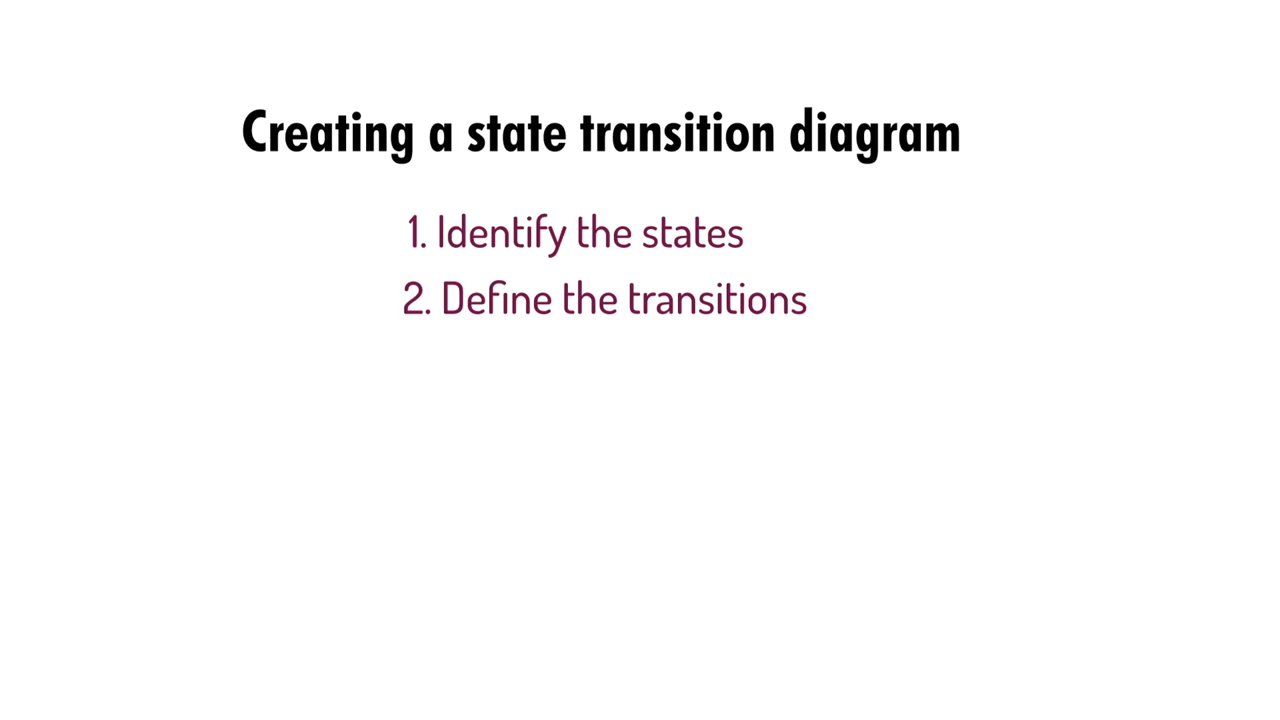 Creating a state transition diagram
1. Identify the states
2. Define the transitions